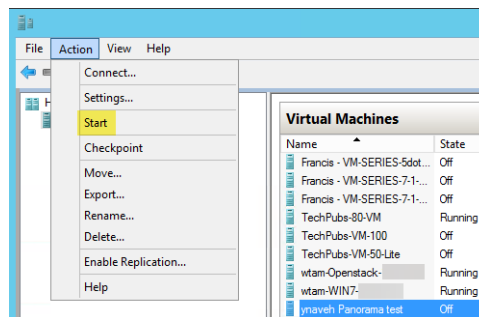 File Action View Help
Connect...
Settings...
Start
Checkpoint
Move...
Export...
Rename...
Delete...
Enable Replication...
Help
Virtual Machines
Name State
Francis - VM-SERIES-5dot... Off
Francis - VM-SERIES-7-1-... Off
Francis - VM-SERIES-7-1-... Off
TechPubs-80-VM Running
TechPubs-VM-100 Off
TechPubs-VM-50-Lite Off
wtam-Openstack- Running
wtam-WIN7- Running
ynaveh Panorama test Off